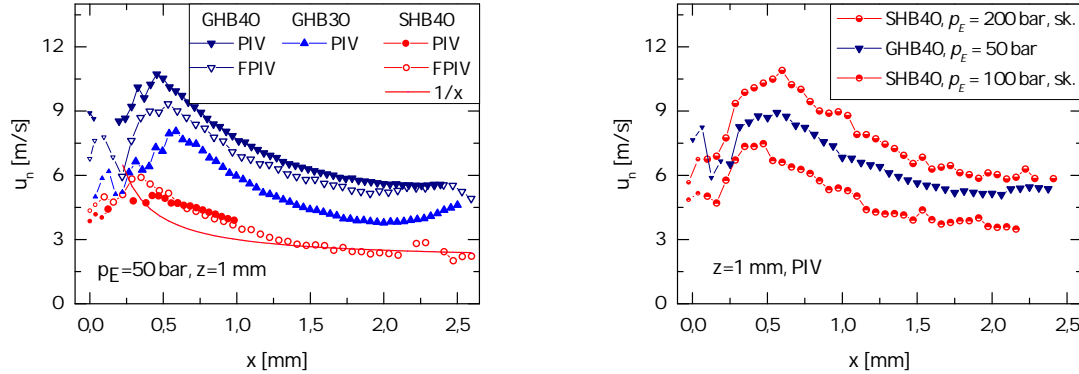 GHB40 GHB30 SHB40
PIV PIV PIV
FPIV FPIV
1/x
12
9
6
3
0
u_n [m/s]
p_E=50 bar, z=1 mm
0,0 0,5 1,0 1,5 2,0 2,5
x [mm]
SHB40, p_E = 200 bar, sk.
GHB40, p_E = 50 bar
SHB40, p_E = 100 bar, sk.
12
9
6
3
0
u_n [m/s]
z=1 mm, PIV
0,0 0,5 1,0 1,5 2,0 2,5
x [mm]